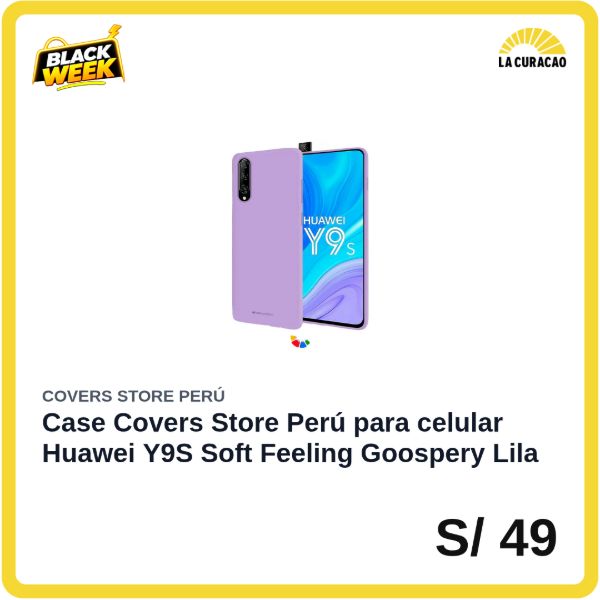 BLACK
WEEK
LA CURACAO
HUAWEI
Y9s
COVERS STORE PERÚ
Case Covers Store Perú para celular
Huawei Y9S Soft Feeling Goospery Lila
S/ 49